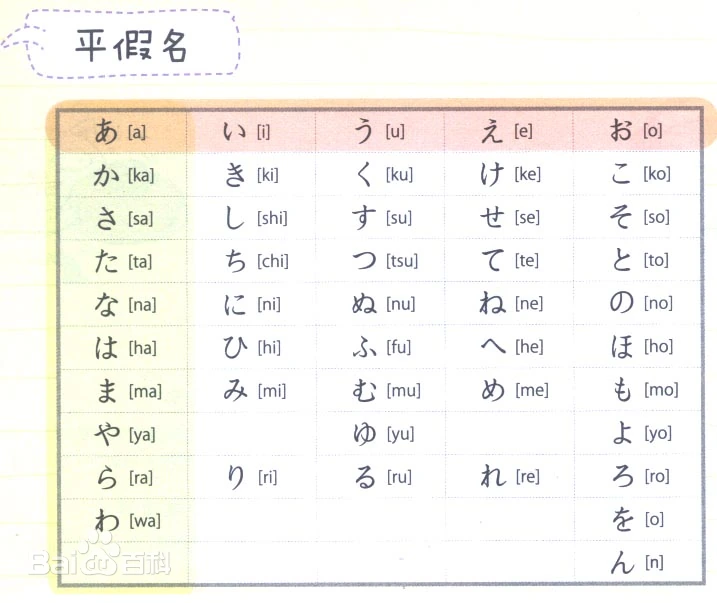 平假名
あ [a] い [i] う [u] え [e] お [o]
か [ka] き [ki] く [ku] け [ke] こ [ko]
さ [sa] し [shi] す [su] せ [se] そ [so]
た [ta] ち [chi] つ [tsu] て [te] と [to]
な [na] に [ni] ぬ [nu] ね [ne] の [no]
は [ha] ひ [hi] ふ [fu] へ [he] ほ [ho]
ま [ma] み [mi] む [mu] め [me] も [mo]
や [ya] ゆ [yu] よ [yo]
ら [ra] り [ri] る [ru] れ [re] ろ [ro]
わ [wa] を [o]
ん [n]
Bai 百科